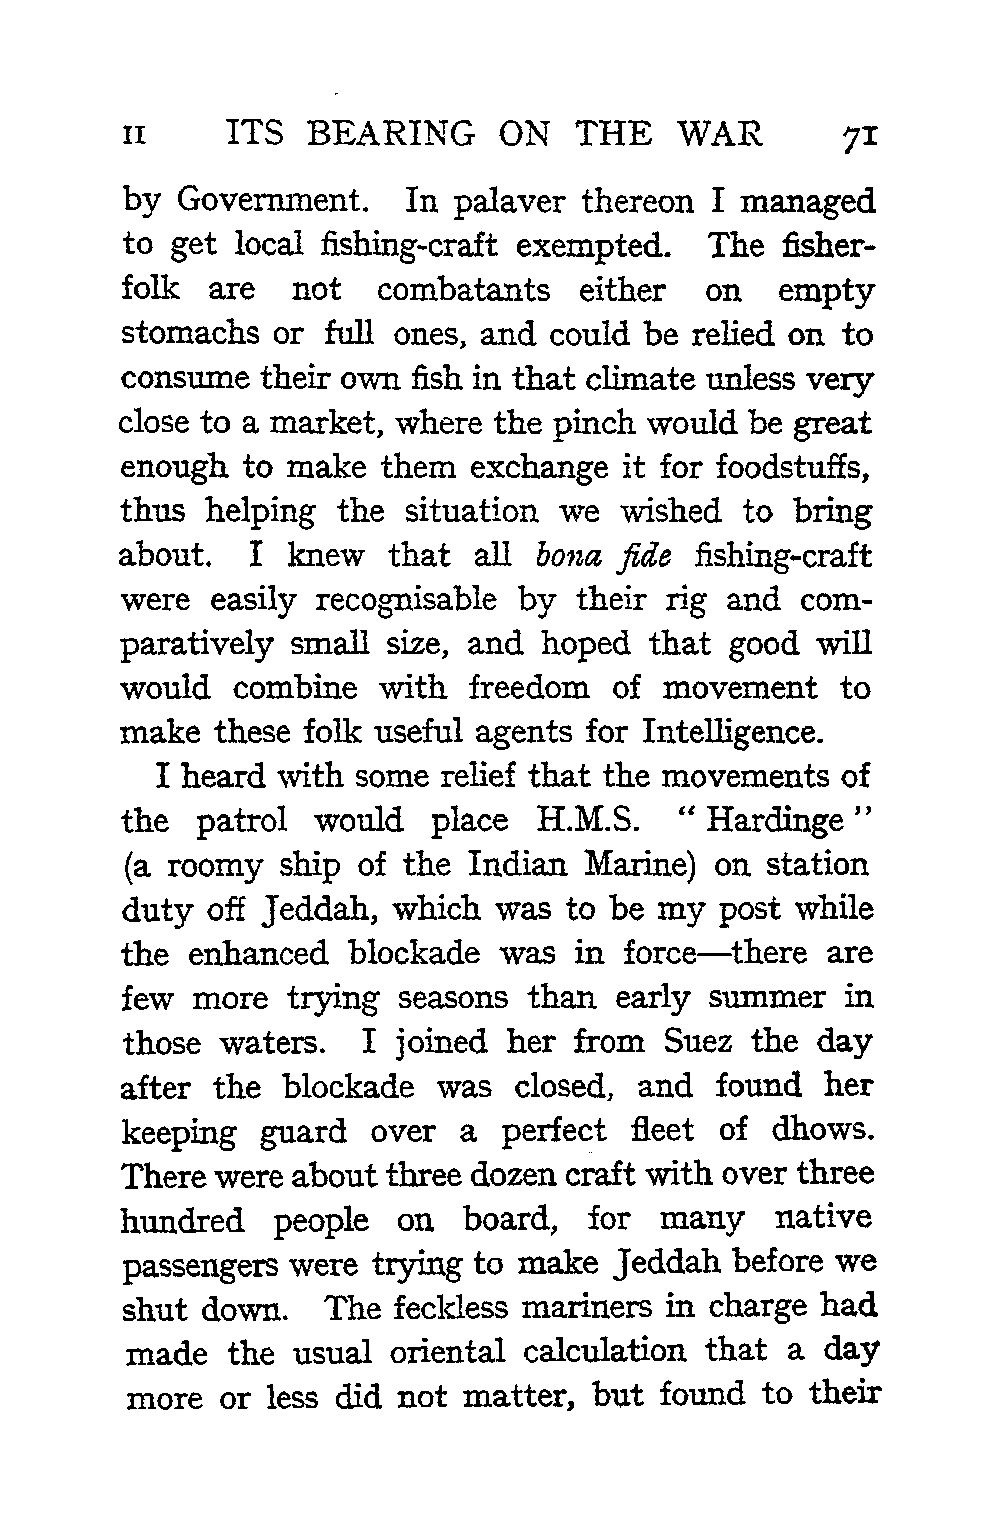 II ITS BEARING ON THE WAR 71
by Government. In palaver thereon I managed
to get local fishing-craft exempted. The fisher-
folk are not combatants either on empty
stomachs or full ones, and could be relied on to
consume their own fish in that climate unless very
close to a market, where the pinch would be great
enough to make them exchange it for foodstuffs,
thus helping the situation we wished to bring
about. I knew that all bona fide fishing-craft
were easily recognisable by their rig and com-
paratively small size, and hoped that good will
would combine with freedom of movement to
make these folk useful agents for Intelligence.
I heard with some relief that the movements of
the patrol would place H.M.S. “ Hardinge ”
(a roomy ship of the Indian Marine) on station
duty off Jeddah, which was to be my post while
the enhanced blockade was in force—there are
few more trying seasons than early summer in
those waters. I joined her from Suez the day
after the blockade was closed, and found her
keeping guard over a perfect fleet of dhows.
There were about three dozen craft with over three
hundred people on board, for many native
passengers were trying to make Jeddah before we
shut down. The feckless mariners in charge had
made the usual oriental calculation that a day
more or less did not matter, but found to their